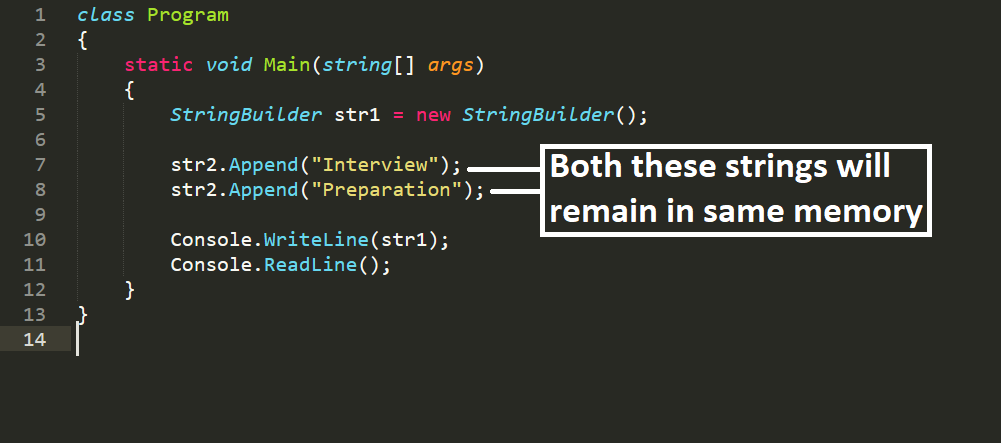 1 class Program
2 {
3 static void Main(string[] args)
4 {
5 StringBuilder str1 = new StringBuilder();
6
7 str2.Append("Interview");
8 str2.Append("Preparation");
9
10 Console.WriteLine(str1);
11 Console.ReadLine();
12 }
13 }
14
Both these strings will
remain in same memory